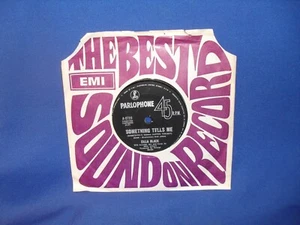 THE BEST
EMI
SOUND ON
RECORD
PARLOPHONE
45
R.P.M.
SOMETHING TELLS ME
CILLA BLACK